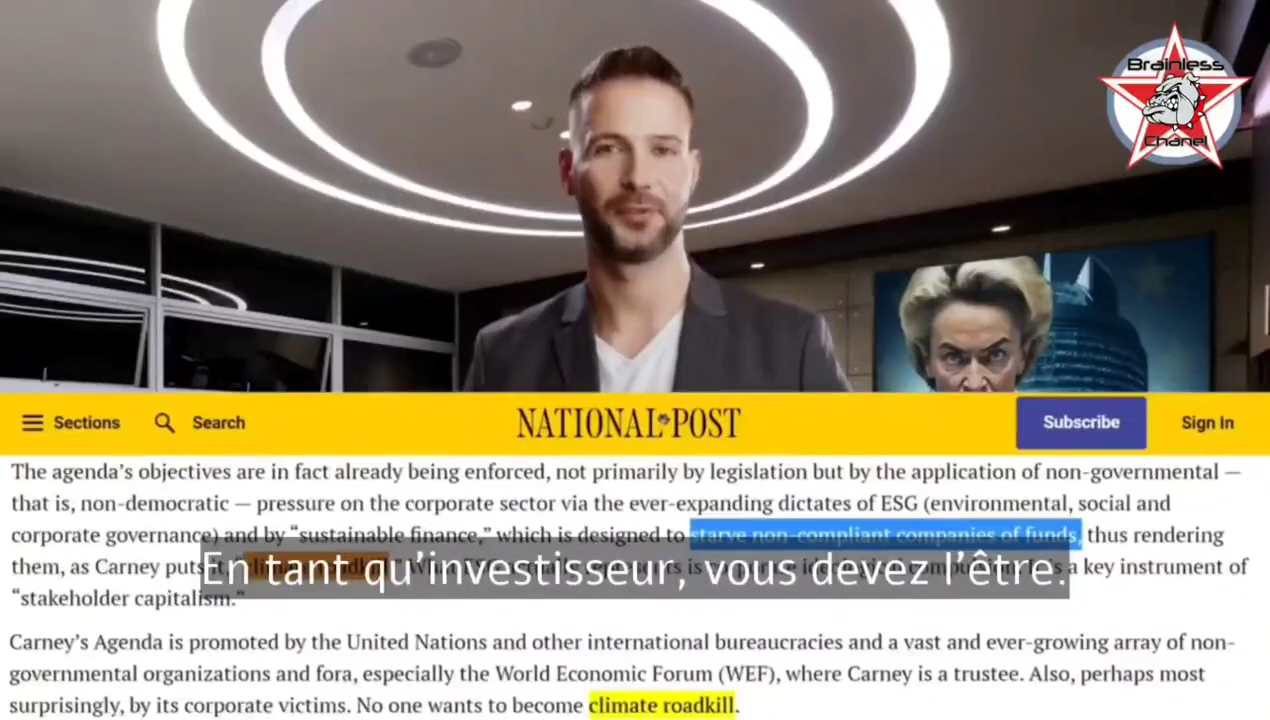 Brainless
Chanel
Sections
Search
NATIONAL POST
Subscribe
Sign In
The agenda's objectives are in fact already being enforced, not primarily by legislation but by the application of non-governmental —
that is, non-democratic — pressure on the corporate sector via the ever-expanding dictates of ESG (environmental, social and
corporate governance) and by “sustainable finance,” which is designed to starve non-compliant companies of funds, thus rendering
them, as Carney puts a key instrument of
En tant qu'investisseur, vous devez l'être.
“stakeholder capitalism.”
Carney's Agenda is promoted by the United Nations and other international bureaucracies and a vast and ever-growing array of non-
governmental organizations and fora, especially the World Economic Forum (WEF), where Carney is a trustee. Also, perhaps most
surprisingly, by its corporate victims. No one wants to become climate roadkill.